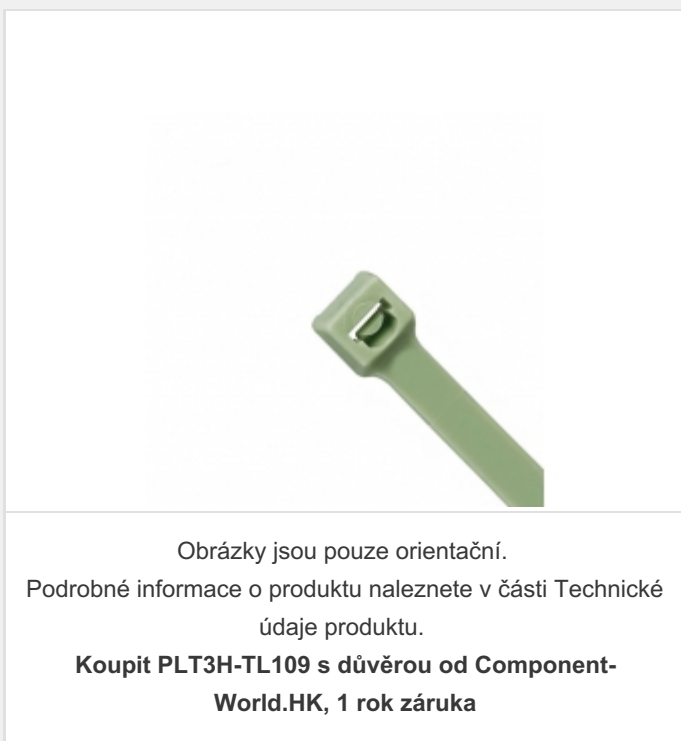 Obrázky jsou pouze orientační.
Podrobné informace o produktu naleznete v části Technické
údaje produktu.
Koupit PLT3H-TL109 s důvěrou od Component-
World.HK, 1 rok záruka